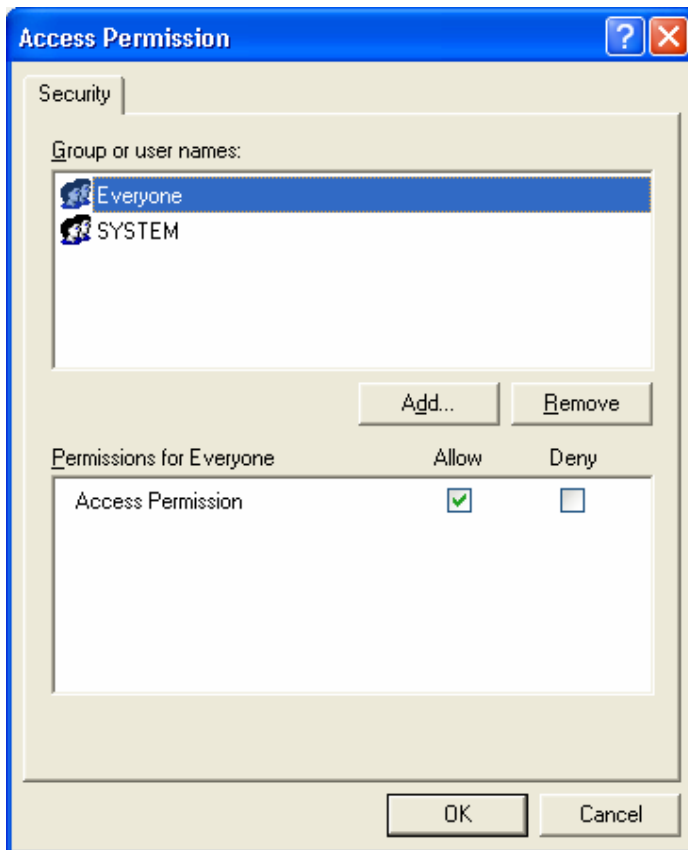 Access Permission
Security
Group or user names:
Everyone
SYSTEM
Add... Remove
Permissions for Everyone Allow Deny
Access Permission
OK Cancel